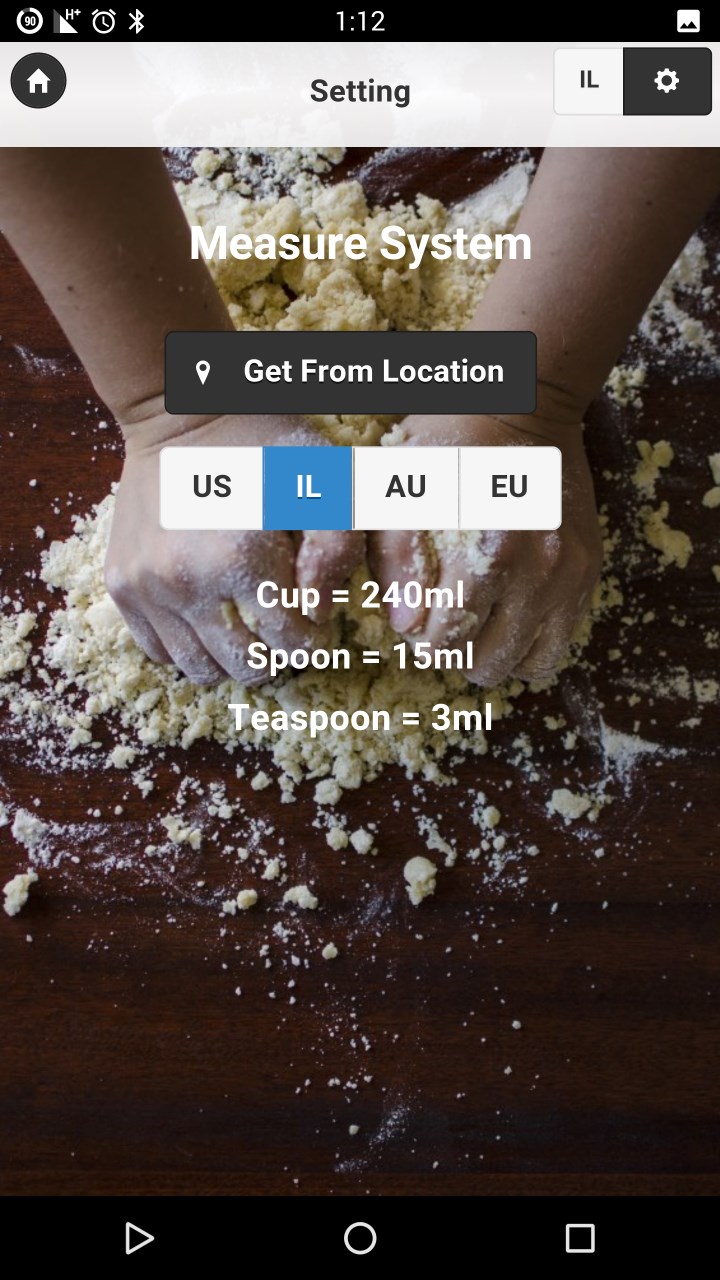 90 H+ 1:12
Setting
IL
Measure System
Get From Location
US IL AU EU
Cup = 240ml
Spoon = 15ml
Teaspoon = 3ml